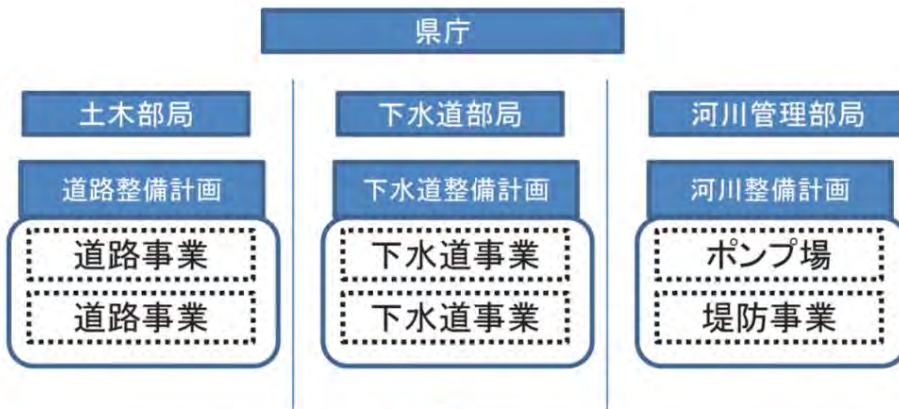 県庁
土木部局
下水道部局
河川管理部局
道路整備計画
下水道整備計画
河川整備計画
道路事業
下水道事業
ポンプ場
道路事業
下水道事業
堤防事業